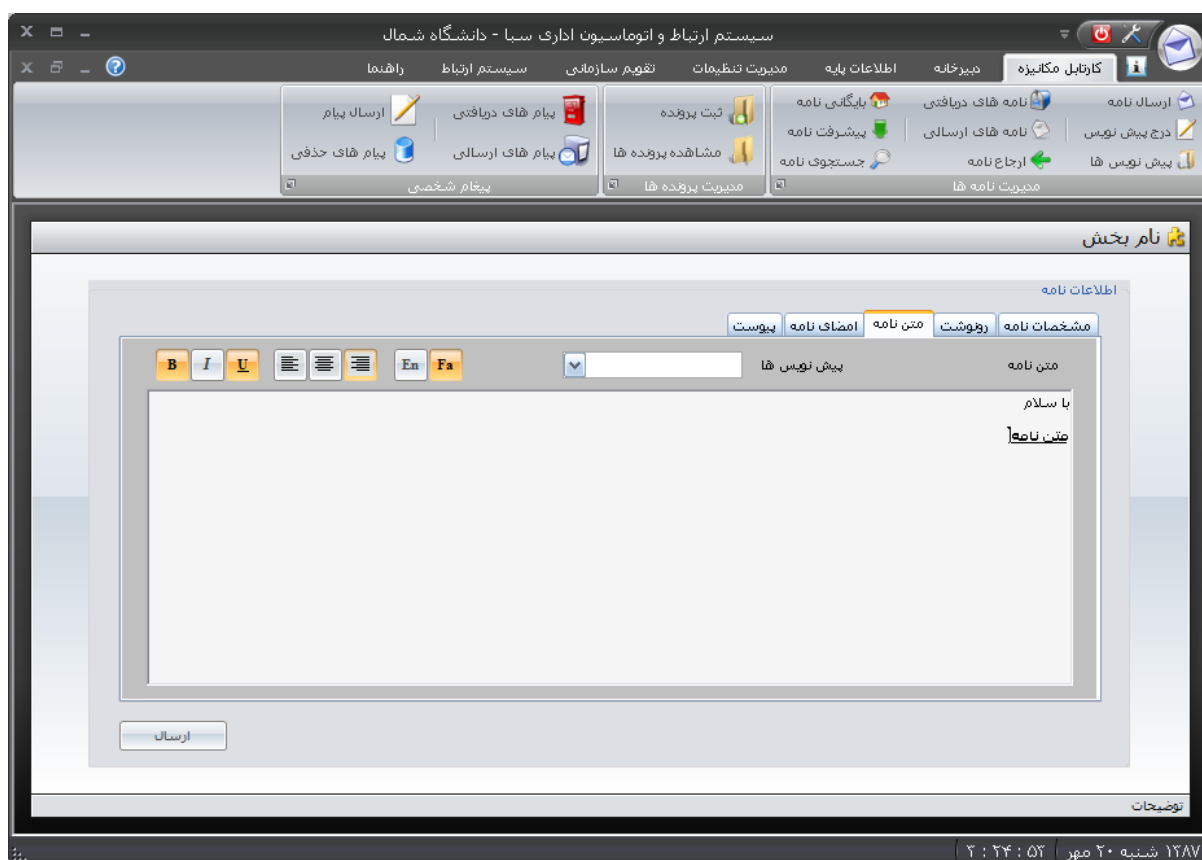 سیستم ارتباط و اتوماسیون اداری سبا - دانشگاه شمال
کارتابل مکانیزه دبیرخانه اطلاعات پایه مدیریت تنظیمات تقویم سازمانی سیستم ارتباط راهنما
ارسال نامه نامه های دریافتی بایگانی نامه ثبت پرونده پیام های دریافتی ارسال پیام
درج پیش نویس نامه های ارسالی پیشرفت نامه
پیش نویس ها ارجاع نامه جستجوی نامه مشاهده پرونده ها پیام های ارسالی پیام های حذفی
مدیریت نامه ها مدیریت پرونده ها پیغام شخصی
نام بخش
اطلاعات نامه
مشخصات نامه رونوشت متن نامه امضای نامه پیوست
متن نامه پیش نویس ها Fa En U I B
با سلام
متن نامه
ارسال
توضیحات
۱۳۸۷ شنبه ۲۰ مهر ۲ : ۲۴ : ۵۳